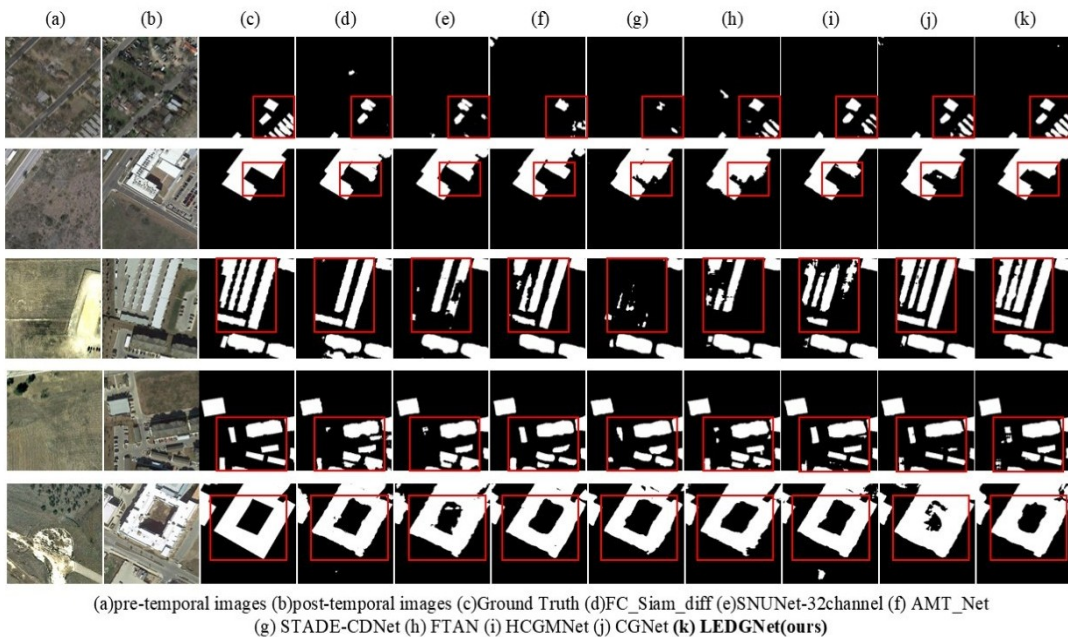 (a) (b) (c) (d) (e) (f) (g) (h) (i) (j) (k)
(a)pre-temporal images (b)post-temporal images (c)Ground Truth (d)FC_Siam_diff (e)SNUNet-32channel (f) AMT_Net
(g) STADE-CDNet (h) FTAN (i) HCGMNet (j) CGNet (k) LEDGNet(ours)